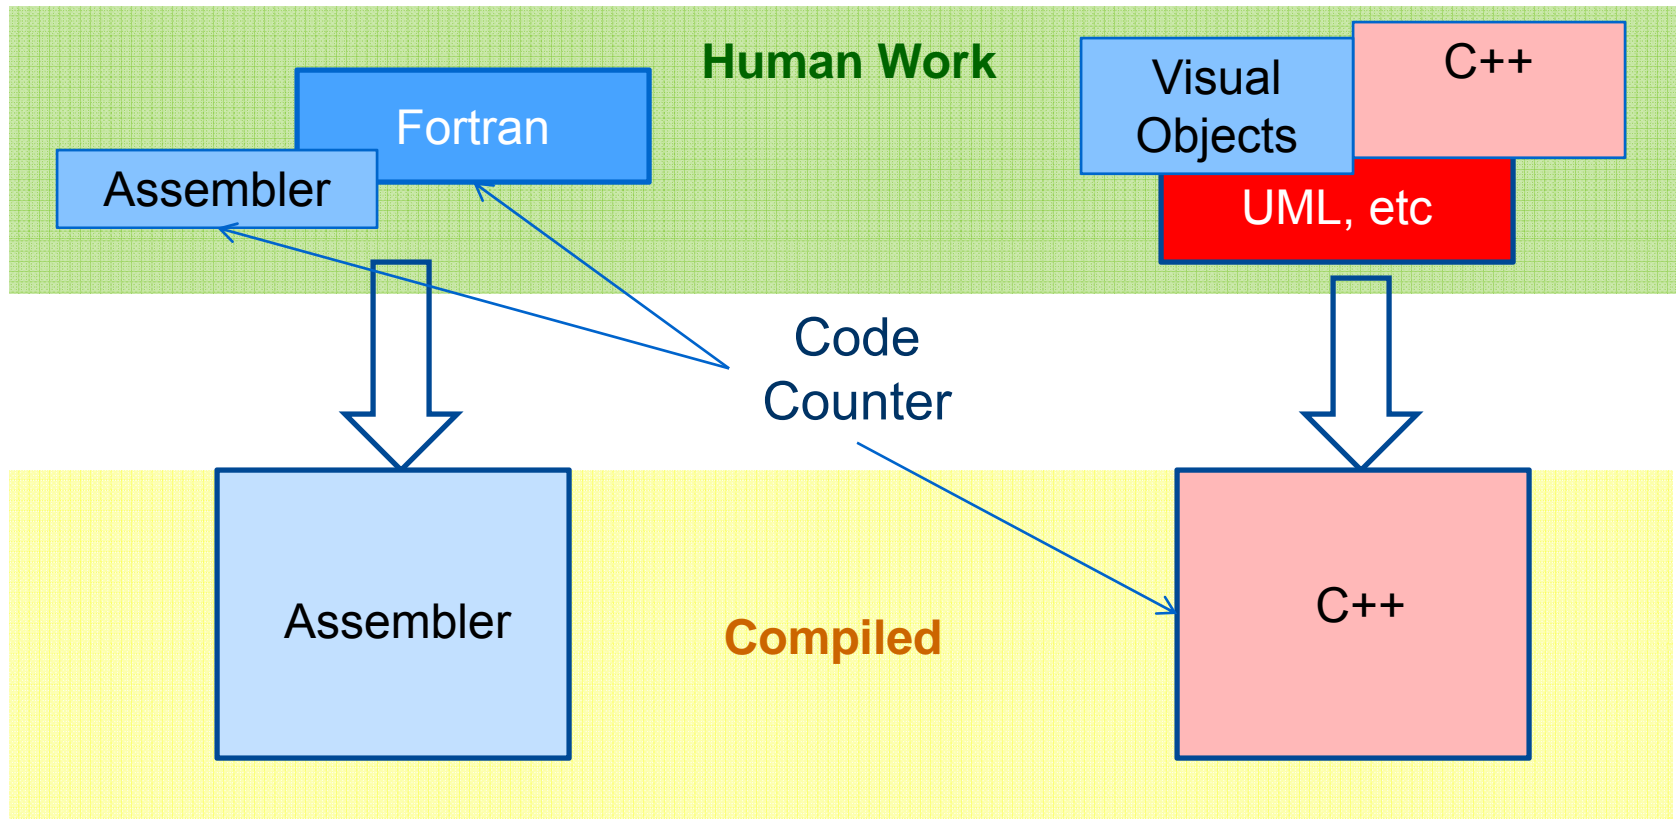 Human Work
Fortran
Assembler
Visual
Objects
C++
UML, etc
Code
Counter
Assembler
Compiled
C++